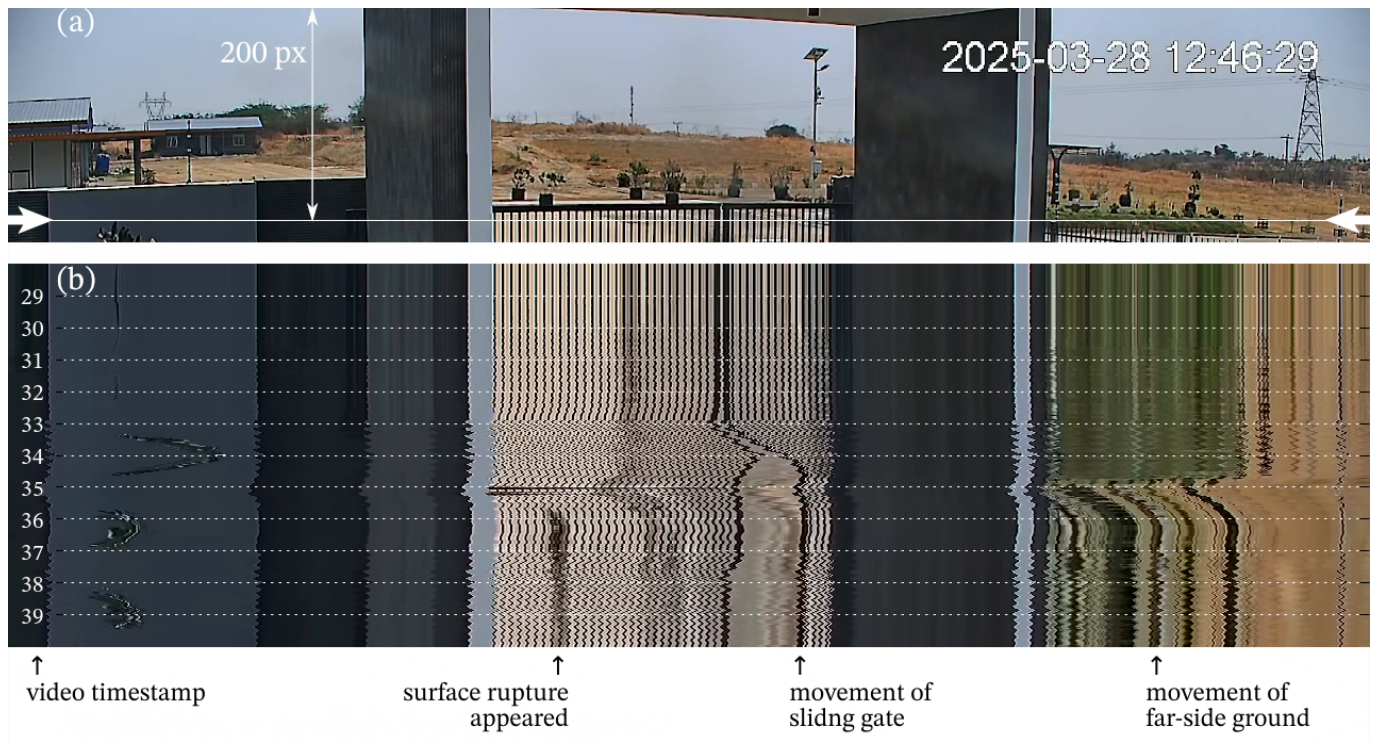 (a)
200 px
2025-03-28 12:46:29
(b)
29
30
31
32
33
34
35
36
37
38
39
↑ ↑ ↑ ↑
video timestamp
surface rupture
appeared
movement of
slidng gate
movement of
far-side ground